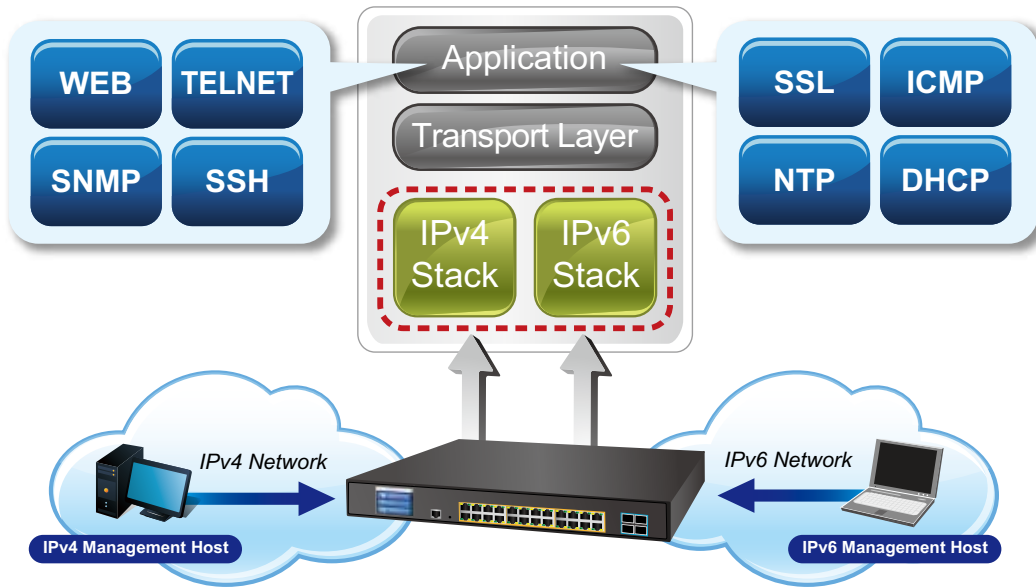 WEB
TELNET
SNMP
SSH
Application
Transport Layer
IPv4
Stack
IPv6
Stack
SSL
ICMP
NTP
DHCP
IPv4 Network
IPv4 Management Host
IPv6 Network
IPv6 Management Host